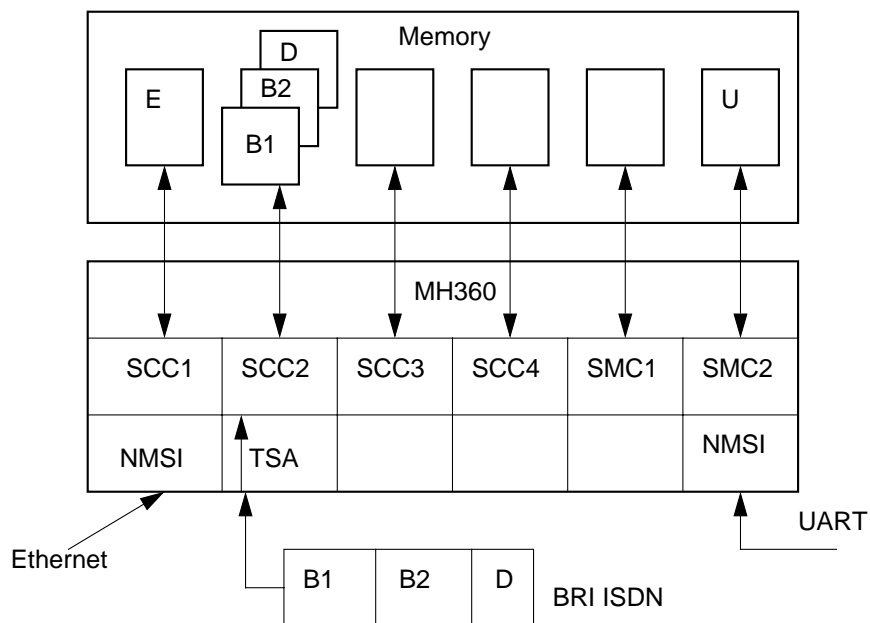 Memory
E
D
B2
B1
U
MH360
SCC1 SCC2 SCC3 SCC4 SMC1 SMC2
NMSI TSA NMSI
Ethernet
UART
B1 B2 D
BRI ISDN